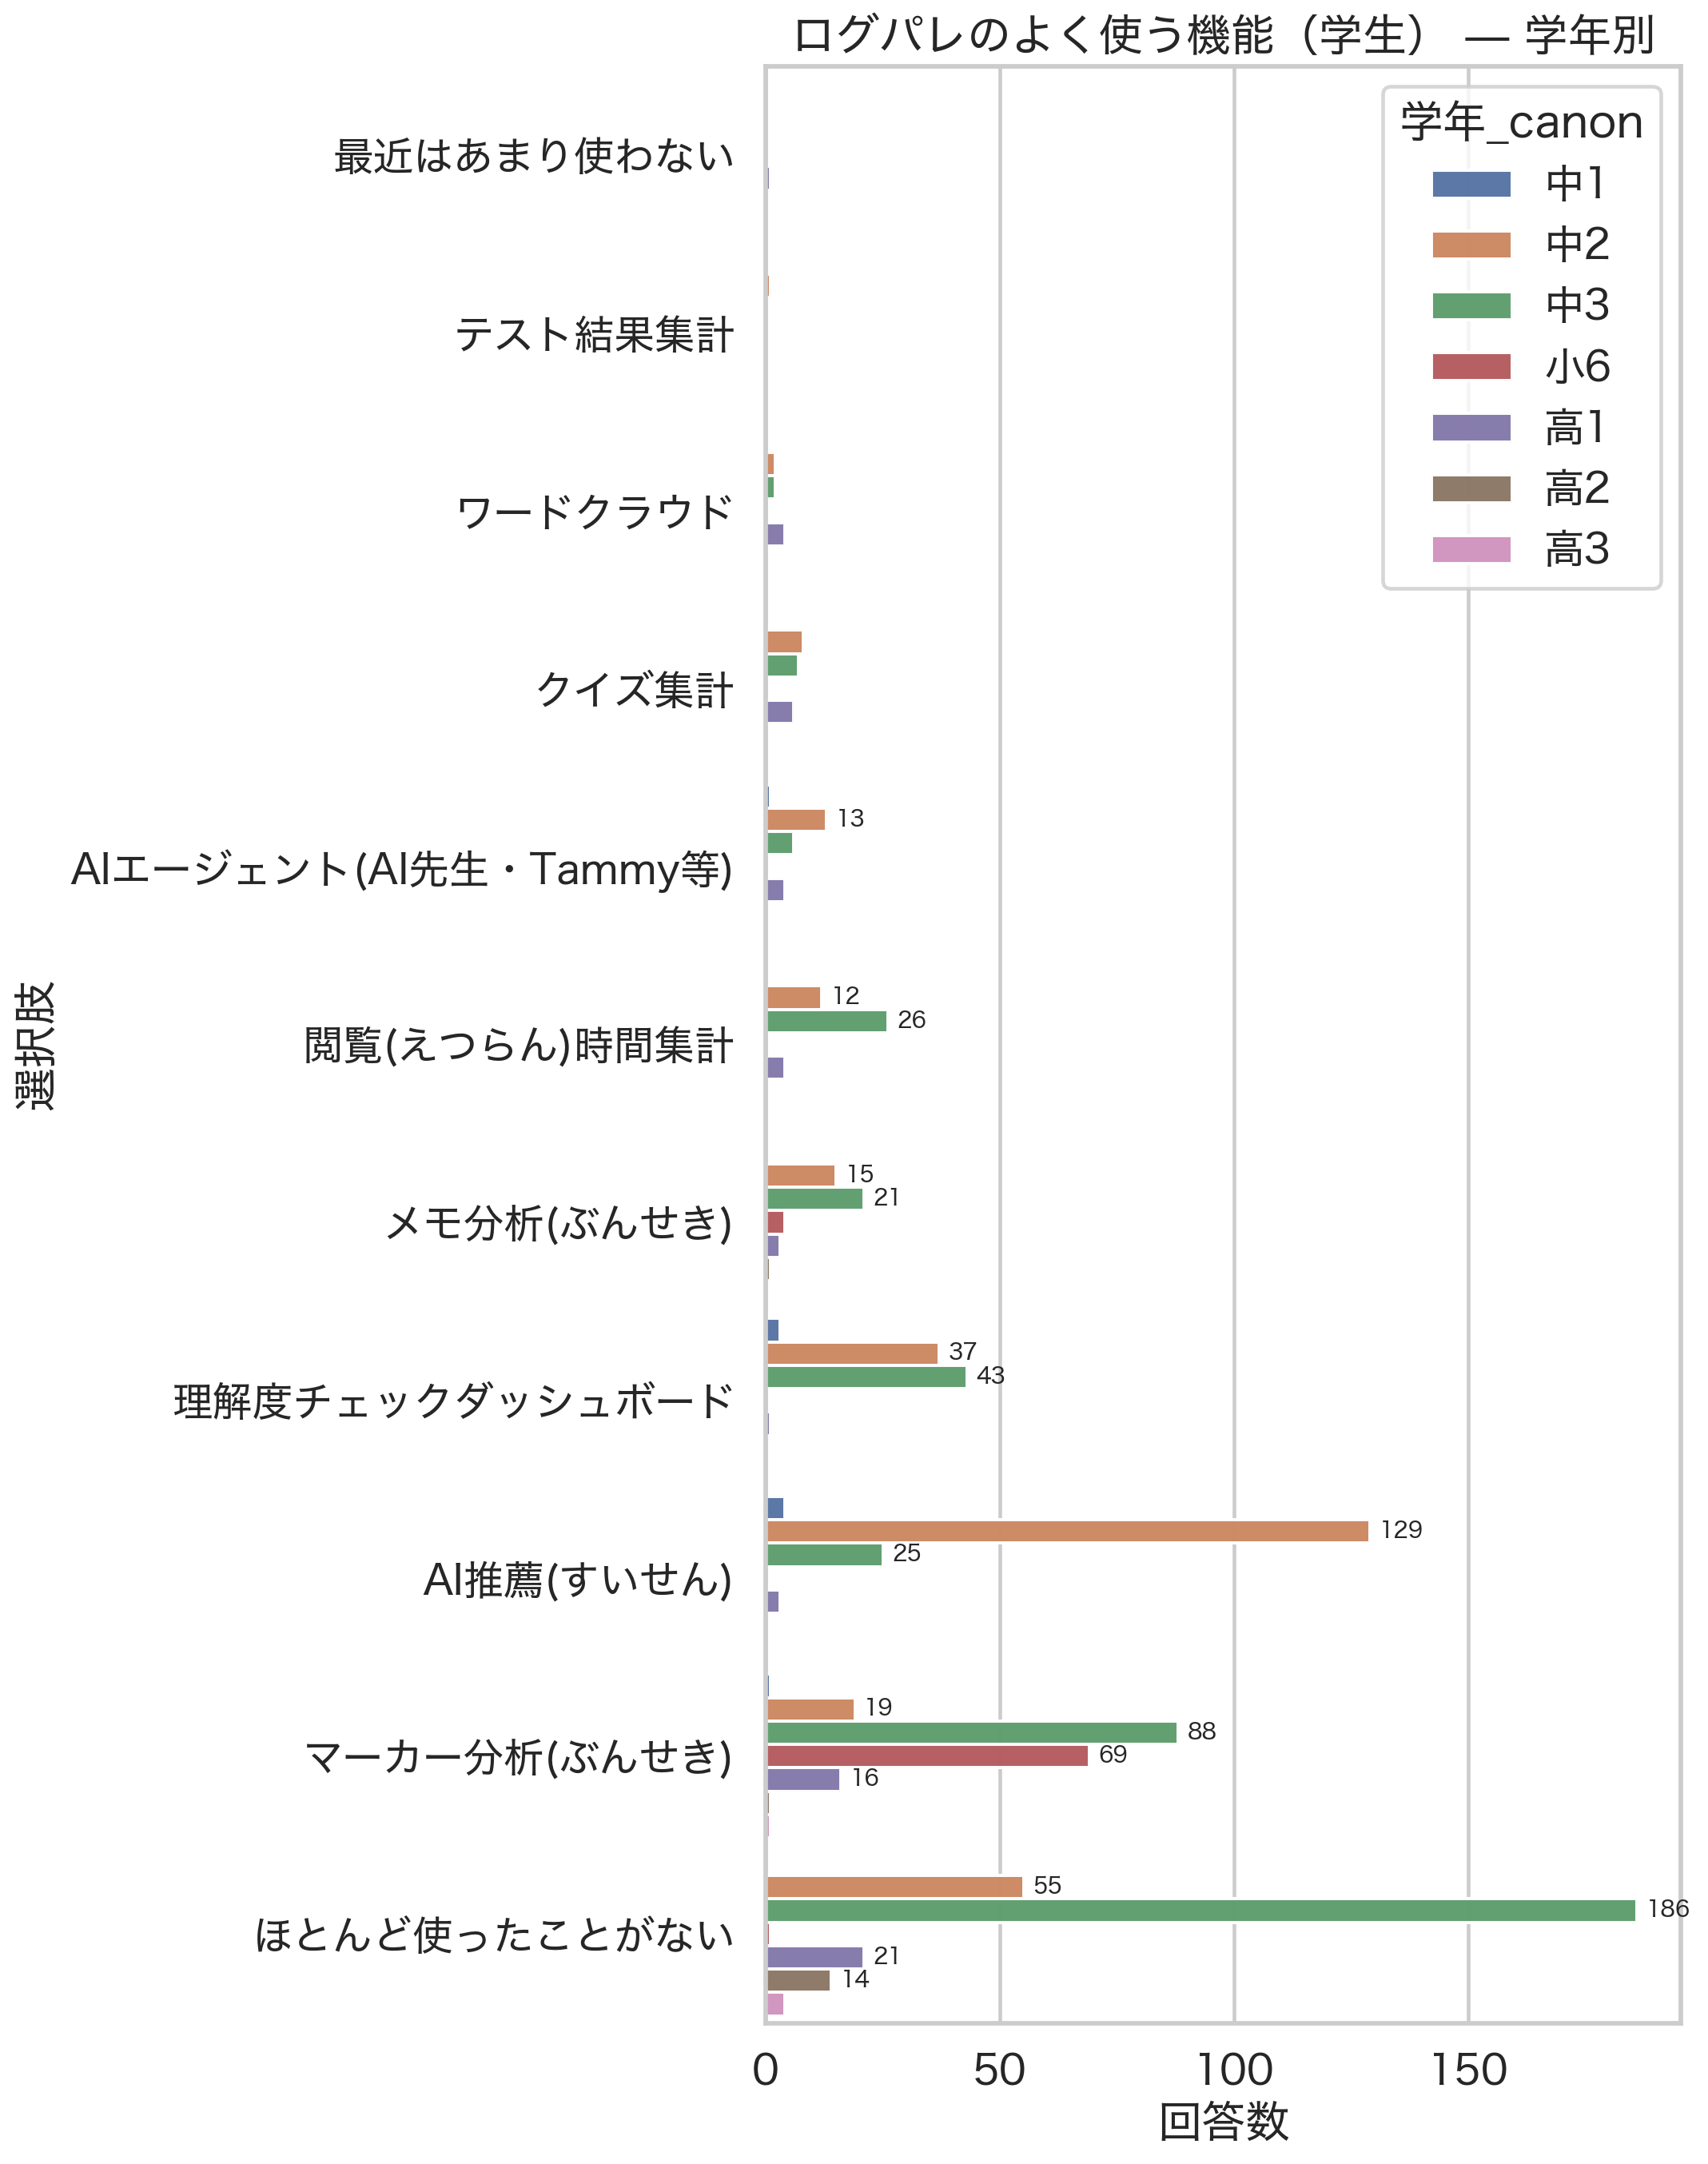 ログパレのよく使う機能（学生） — 学年別
学年_canon
中1
中2
中3
小6
高1
高2
高3
選択肢
最近はあまり使わない
テスト結果集計
ワードクラウド
クイズ集計
AIエージェント(AI先生・Tammy等)
13
閲覧(えつらん)時間集計
12
26
メモ分析(ぶんせき)
15
21
理解度チェックダッシュボード
37
43
AI推薦(すいせん)
129
25
マーカー分析(ぶんせき)
19
88
69
16
ほとんど使ったことがない
55
186
21
14
0 50 100 150
回答数